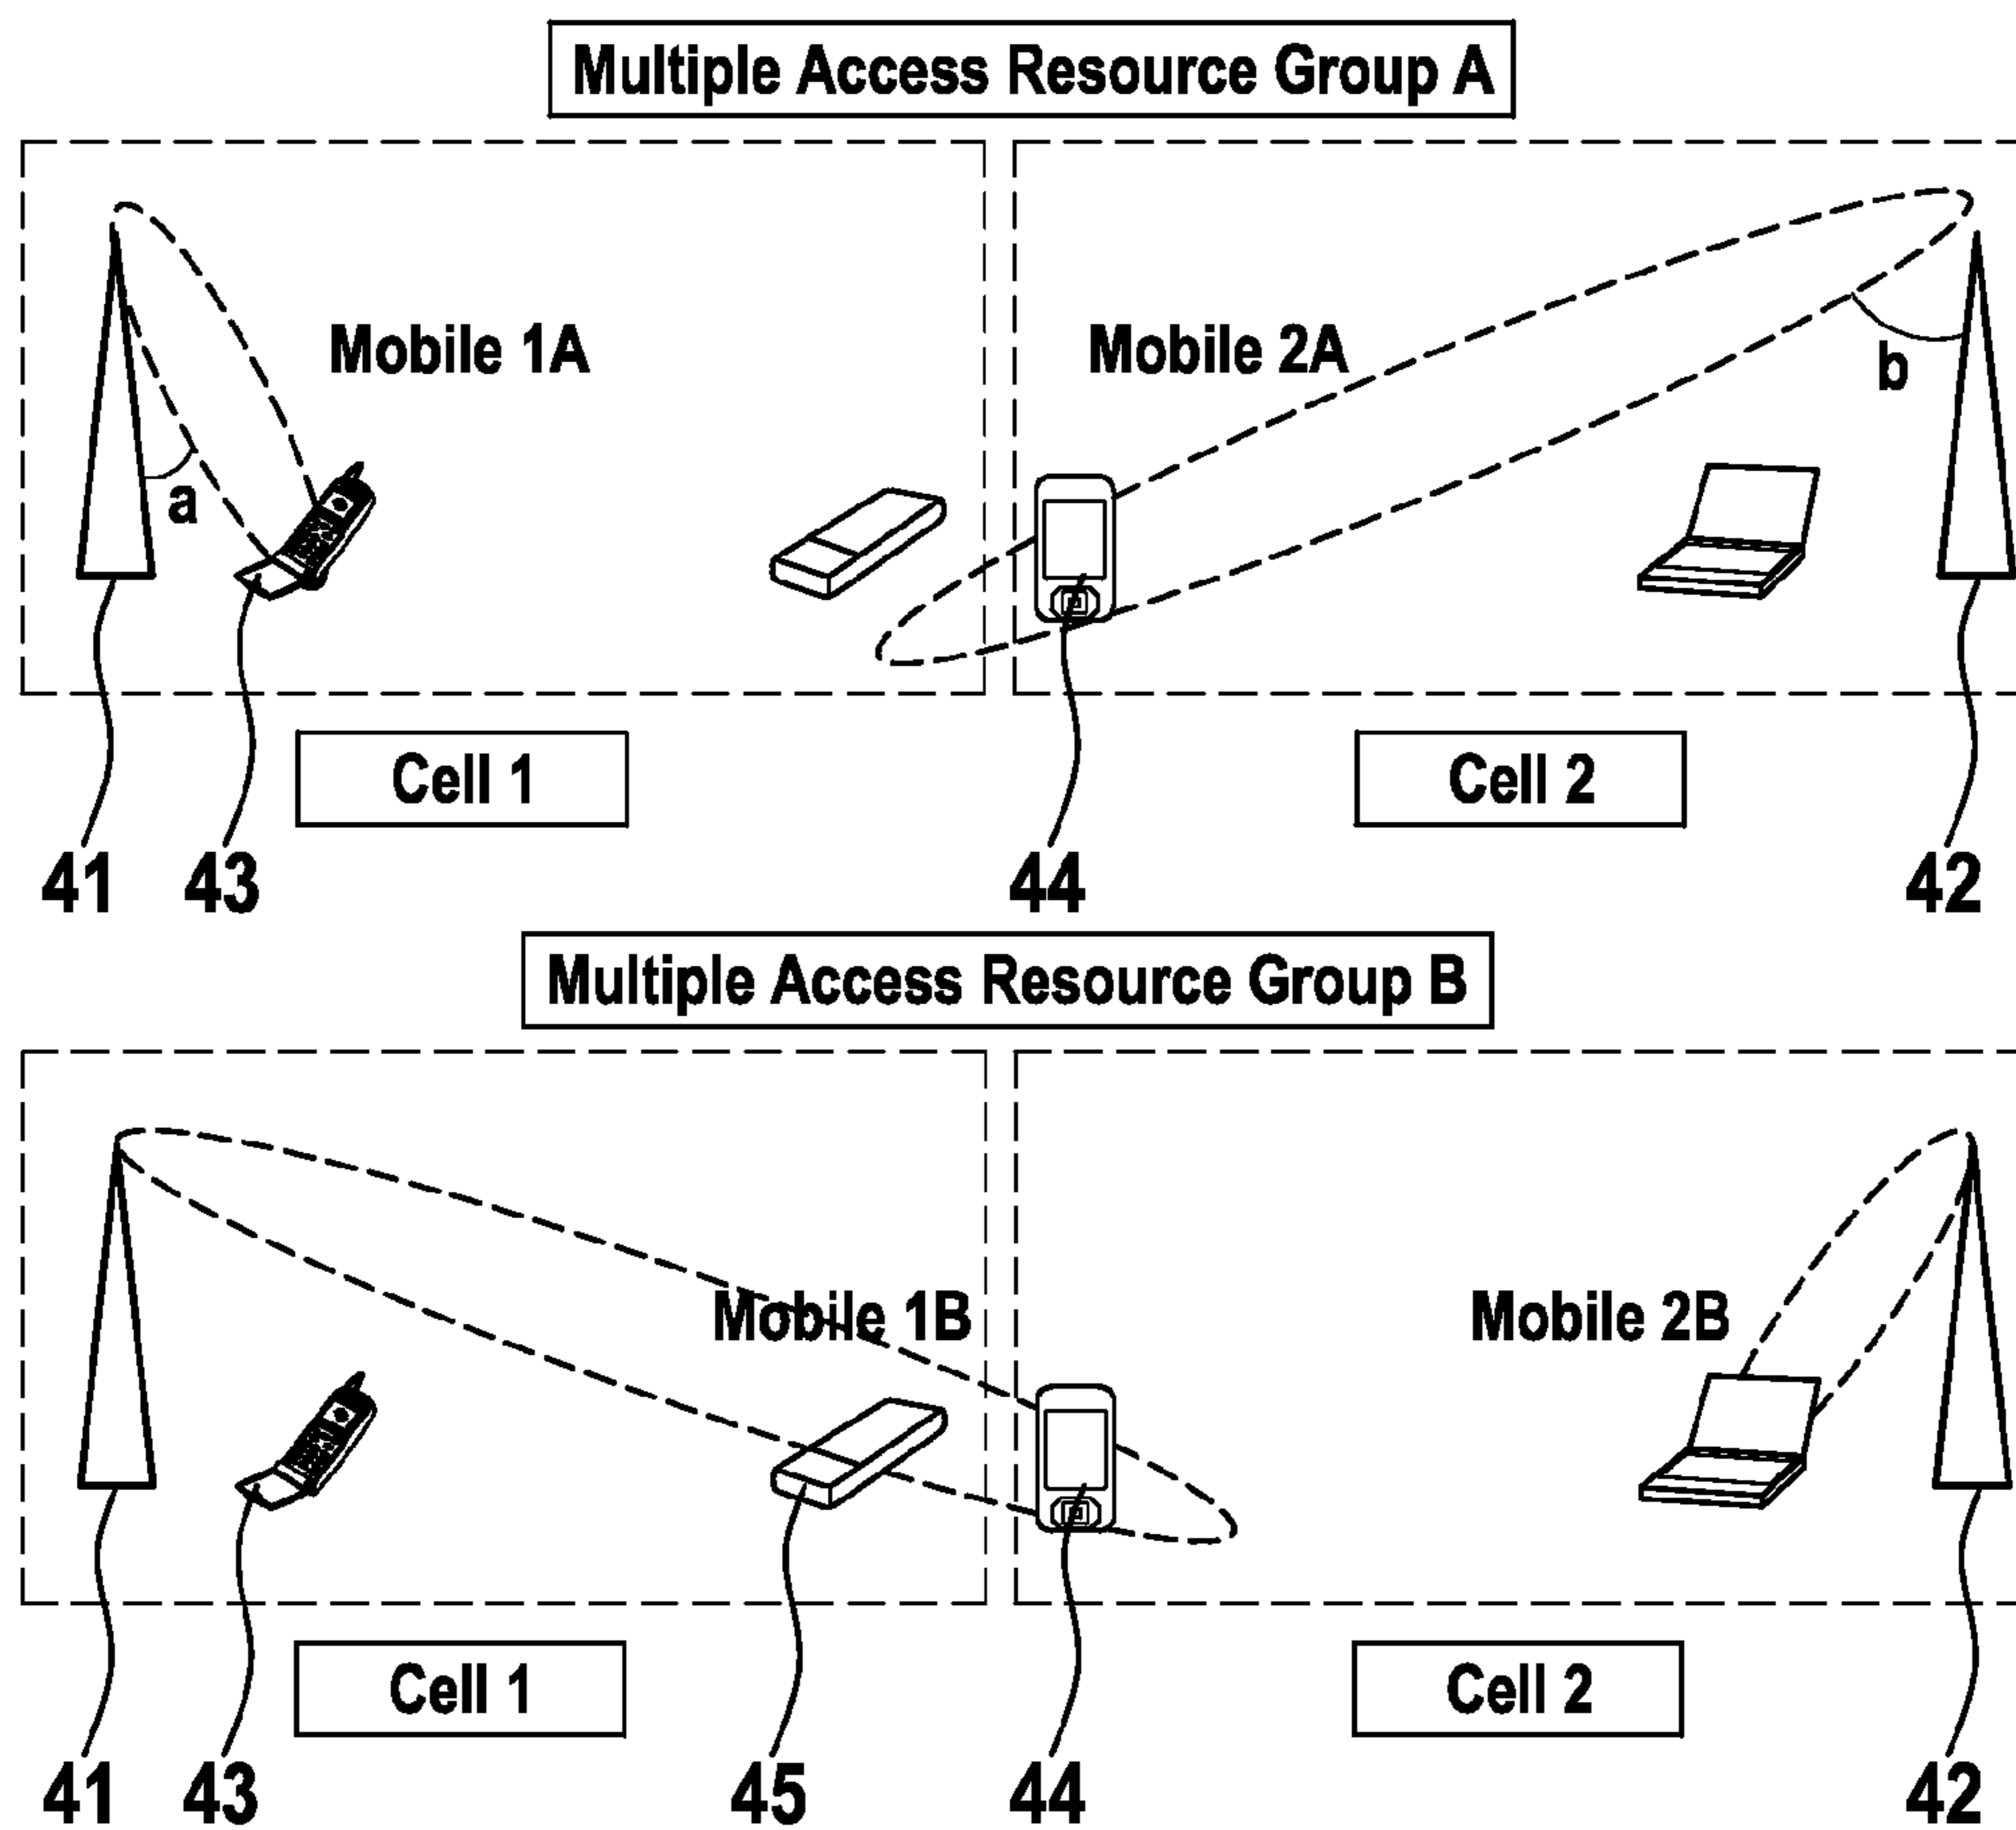 Multiple Access Resource Group A
Mobile 1A
Mobile 2A
b
a
Cell 1
Cell 2
41
43
44
42
Multiple Access Resource Group B
Mobile 1B
Mobile 2B
Cell 1
Cell 2
41
43
45
44
42